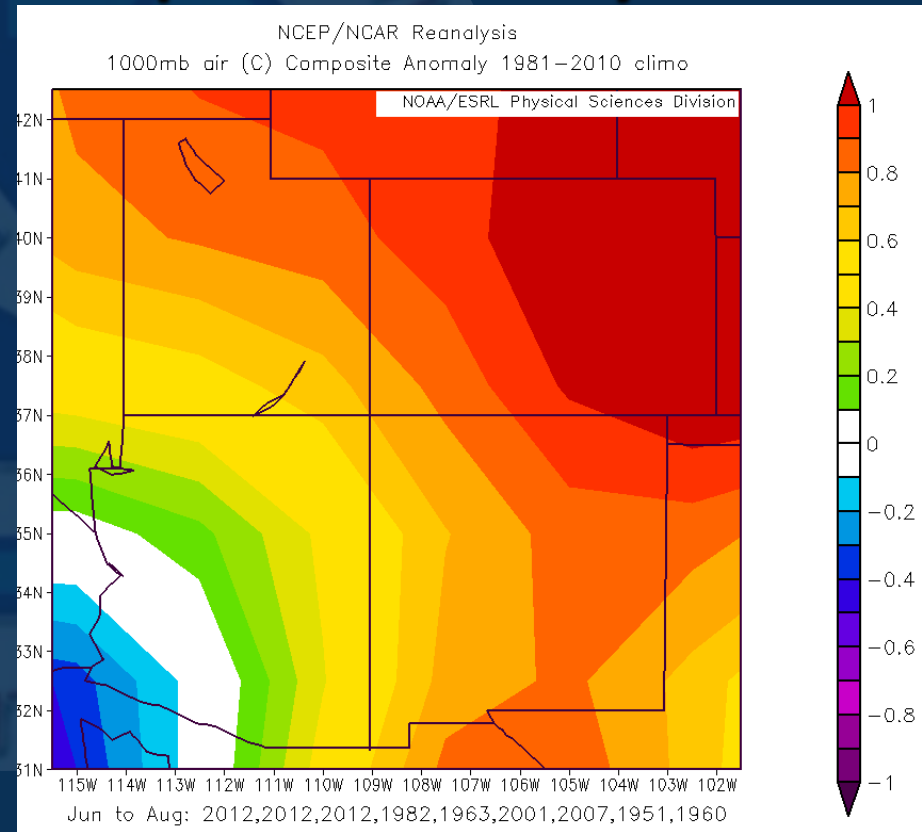 NCEP/NCAR Reanalysis
1000mb air (C) Composite Anomaly 1981-2010 climo
NOAA/ESRL Physical Sciences Division
42N
41N
40N
39N
38N
37N
36N
35N
34N
33N
32N
31N
115W 114W 113W 112W 111W 110W 109W 108W 107W 106W 105W 104W 103W 102W
Jun to Aug: 2012,2012,2012,1982,1963,2001,2007,1951,1960
1
0.8
0.6
0.4
0.2
0
-0.2
-0.4
-0.6
-0.8
-1